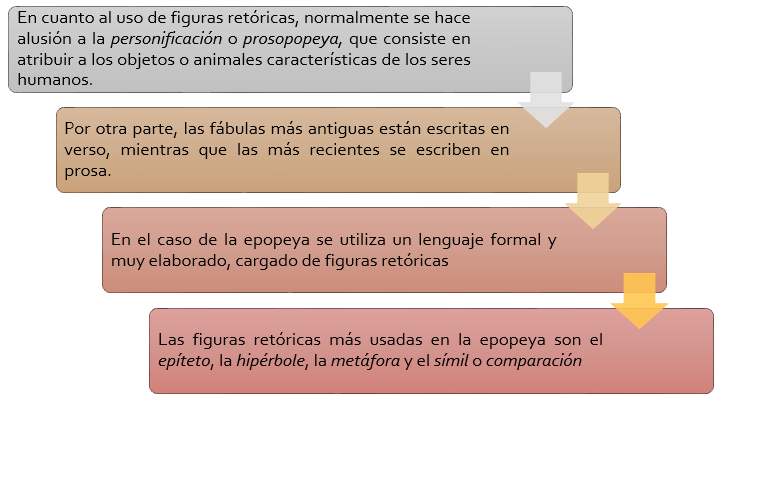 En cuanto al uso de figuras retóricas, normalmente se hace
alusión a la personificación o prosopopeya, que consiste en
atribuir a los objetos o animales características de los seres
humanos.
Por otra parte, las fábulas más antiguas están escritas en
verso, mientras que las más recientes se escriben en
prosa.
En el caso de la epopeya se utiliza un lenguaje formal y
muy elaborado, cargado de figuras retóricas
Las figuras retóricas más usadas en la epopeya son el
epíteto, la hipérbole, la metáfora y el símil o comparación